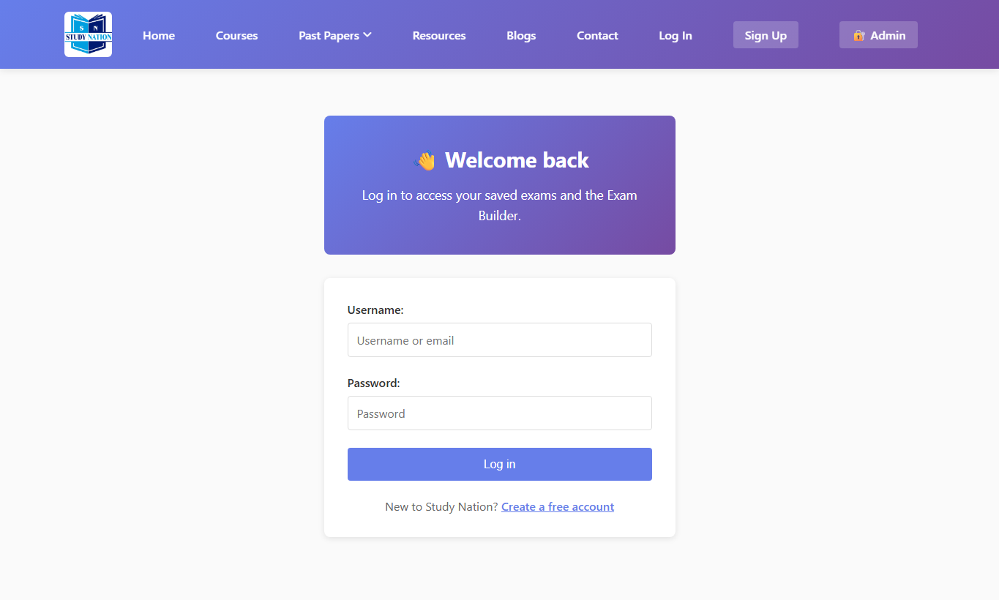 S N
STUDY NATION
Home
Courses
Past Papers
Resources
Blogs
Contact
Log In
Sign Up
Admin
Welcome back
Log in to access your saved exams and the Exam
Builder.
Username:
Username or email
Password:
Password
Log in
New to Study Nation? Create a free account